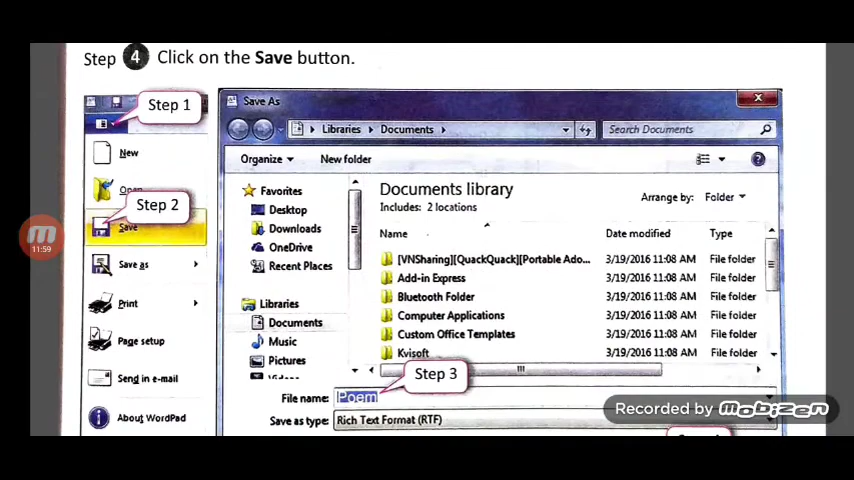 Step 4 Click on the Save button.
Step 1
New
Open
Step 2
Save
Save as
Print
Page setup
Send in e-mail
About WordPad
Save As
Libraries Documents
Search Documents
Organize New folder
Favorites
Desktop
Downloads
OneDrive
Recent Places
Libraries
Documents
Music
Pictures
Videos
Documents library
Includes: 2 locations
Arrange by: Folder
Name Date modified Type
[VNSharing][QuackQuack][Portable Ado... 3/19/2016 11:08 AM File folder
Add-in Express 3/19/2016 11:08 AM File folder
Bluetooth Folder 3/19/2016 11:08 AM File folder
Computer Applications 3/19/2016 11:08 AM File folder
Custom Office Templates 3/19/2016 11:08 AM File folder
Kvisoft 3/19/2016 11:08 AM File folder
Step 3
File name: Poem
Save as type: Rich Text Format (RTF)
11:59
Recorded by Mobizen